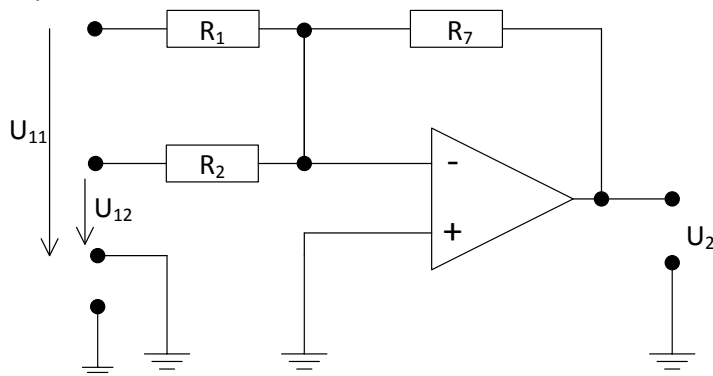 R₁
R₇
U₁₁
R₂
-
U₁₂
+
U₂